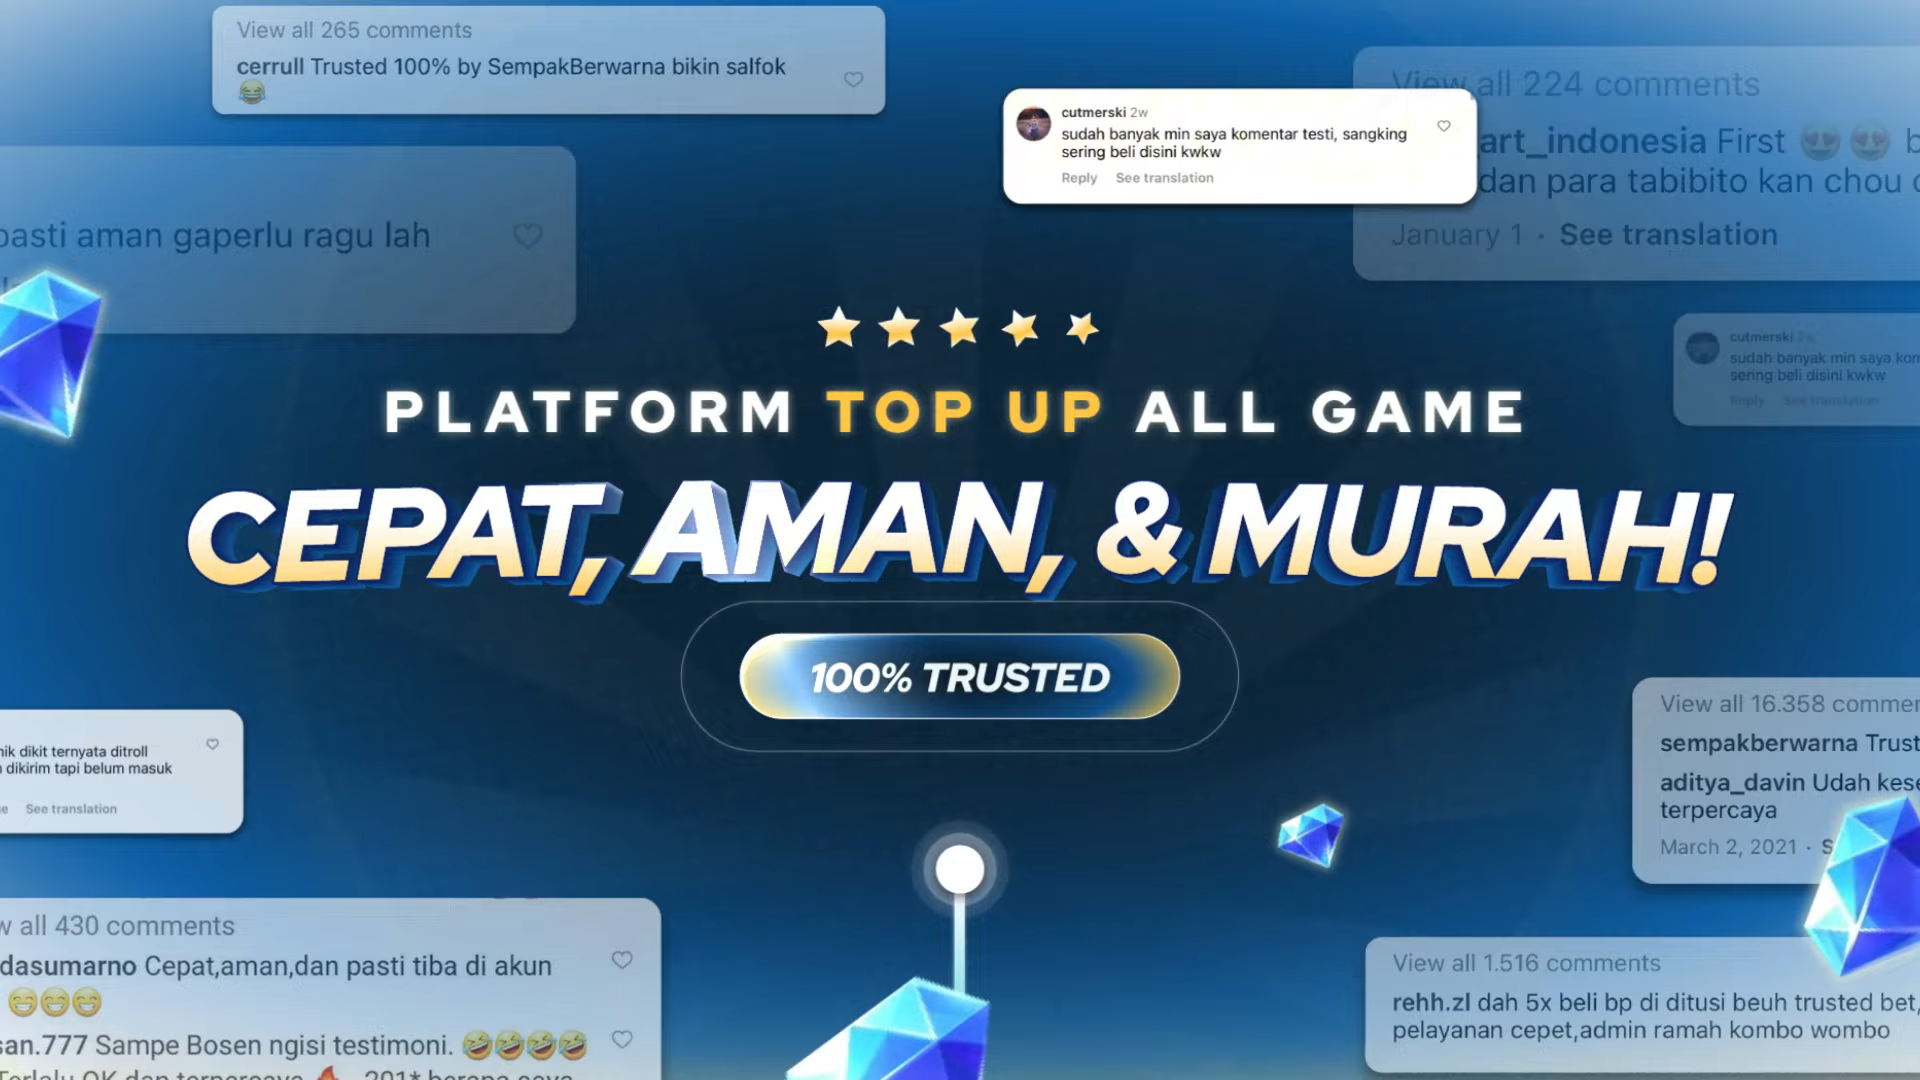 View all 265 comments
cerrull Trusted 100% by SempakBerwarna bikin salfok
😂
cutmerski 2w
sudah banyak min saya komentar testi, sangking
sering beli disini kwkw
Reply See translation
View all 224 comments
art_indonesia First 😍😍
dan para tabibito kan chou
January 1 · See translation
pasti aman gaperlu ragu lah
cutmerski
sudah banyak min saya kom
sering beli disini kwkw
Reply See translation
PLATFORM TOP UP ALL GAME
CEPAT, AMAN, & MURAH!
100% TRUSTED
dikit ternyata ditroll
dikirim tapi belum masuk
See translation
View all 16.358 commen
sempakberwarna Trust
aditya_davin Udah kese
terpercaya
March 2, 2021 · S
all 430 comments
dasumarno Cepat,aman,dan pasti tiba di akun
😁😁😁
san.777 Sampe Bosen ngisi testimoni. 🤣🤣🤣🤣
View all 1.516 comments
rehh.zl dah 5x beli bp di ditusi beuh trusted bet,
pelayanan cepet,admin ramah kombo wombo